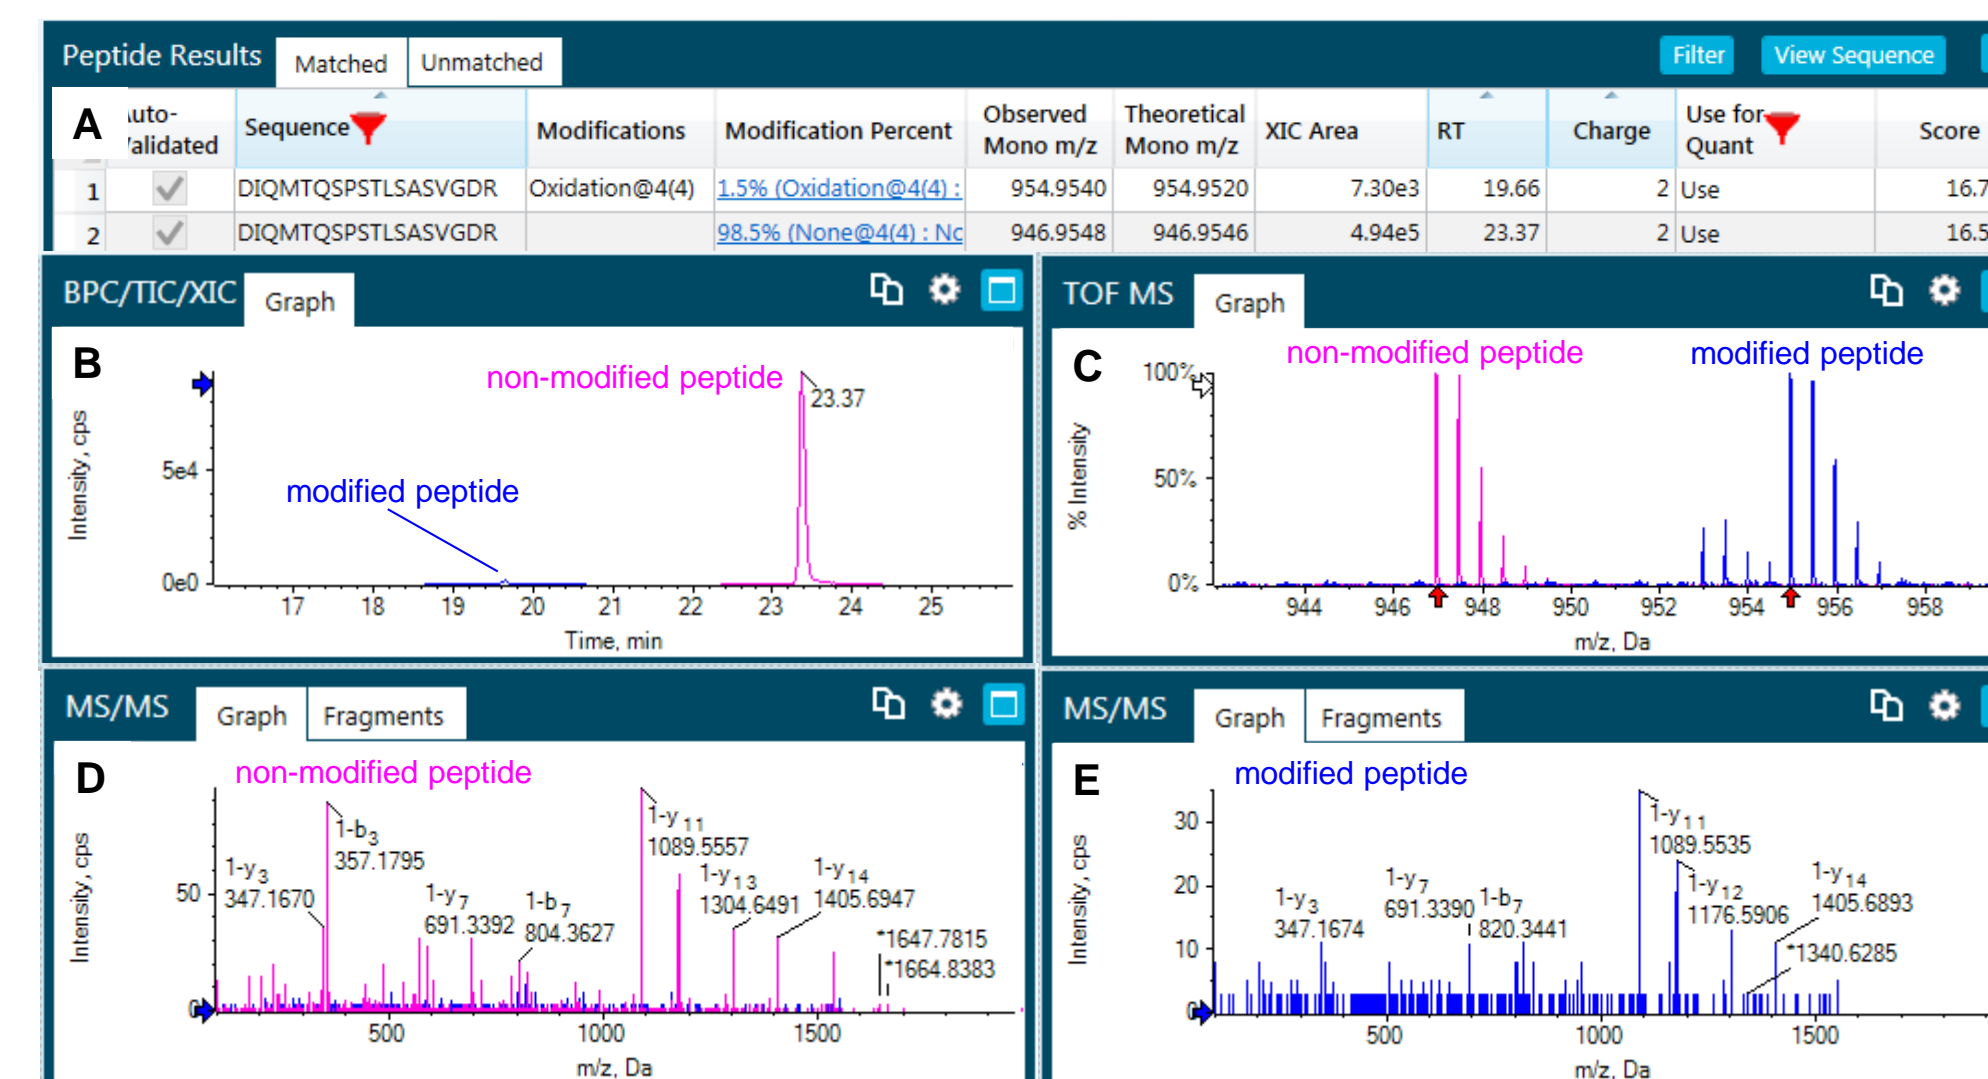 Peptide Results Matched Unmatched Filter View Sequence
A
uto-
alidated Sequence Modifications Modification Percent Observed Mono m/z Theoretical Mono m/z XIC Area RT Charge Use for Quant Score
1 DIQMTQSPSTLSASVGDR Oxidation@4(4) 1.5% (Oxidation@4(4) : 954.9540 954.9520 7.30e3 19.66 2 Use 16.7
2 DIQMTQSPSTLSASVGDR 98.5% (None@4(4) : Nc 946.9548 946.9546 4.94e5 23.37 2 Use 16.5
BPC/TIC/XIC Graph
B
non-modified peptide
23.37
modified peptide
Intensity, cps
5e4
0e0
17 18 19 20 21 22 23 24 25
Time, min
TOF MS Graph
C
non-modified peptide modified peptide
100%
50%
0%
% Intensity
944 946 948 950 952 954 956 958
m/z, Da
MS/MS Graph Fragments
D
non-modified peptide
1-b3
357.1795
1-y3
347.1670
1-y7
691.3392
1-b7
804.3627
1-y11
1089.5557
1-y13
1304.6491
1-y14
1405.6947
*1647.7815
*1664.8383
Intensity, cps
50
0
500 1000 1500
m/z, Da
MS/MS Graph Fragments
E
modified peptide
1-y11
1089.5535
1-y3
347.1674
1-y7
691.3390
1-b7
820.3441
1-y12
1176.5906
1-y14
1405.6893
*1340.6285
Intensity, cps
30
20
10
0
500 1000 1500
m/z, Da